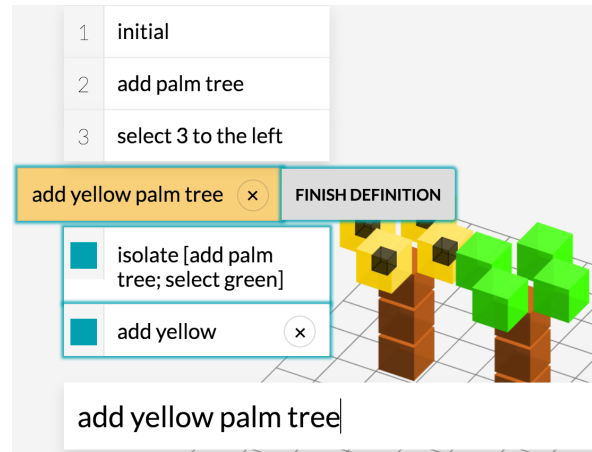 1 initial
2 add palm tree
3 select 3 to the left
add yellow palm tree × FINISH DEFINITION
isolate [add palm
tree; select green]
add yellow ×
add yellow palm tree